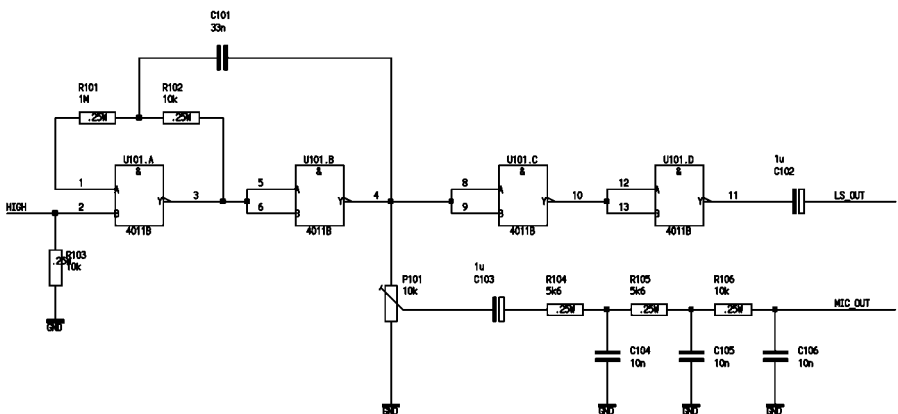 C101
33n
R101
1M
.25W
R102
10k
.25W
U101.A
&
1
A
2
B
Y
3
4011B
U101.B
&
5
A
6
B
Y
4
4011B
U101.C
&
8
A
9
B
Y
10
4011B
U101.D
&
12
A
13
B
Y
11
4011B
1u
C102
LS_OUT
HIGH
R103
10k
.25W
GND
P101
10k
GND
1u
C103
R104
5k6
.25W
R105
5k6
.25W
R106
10k
.25W
MIC_OUT
C104
10n
GND
C105
10n
GND
C106
10n
GND